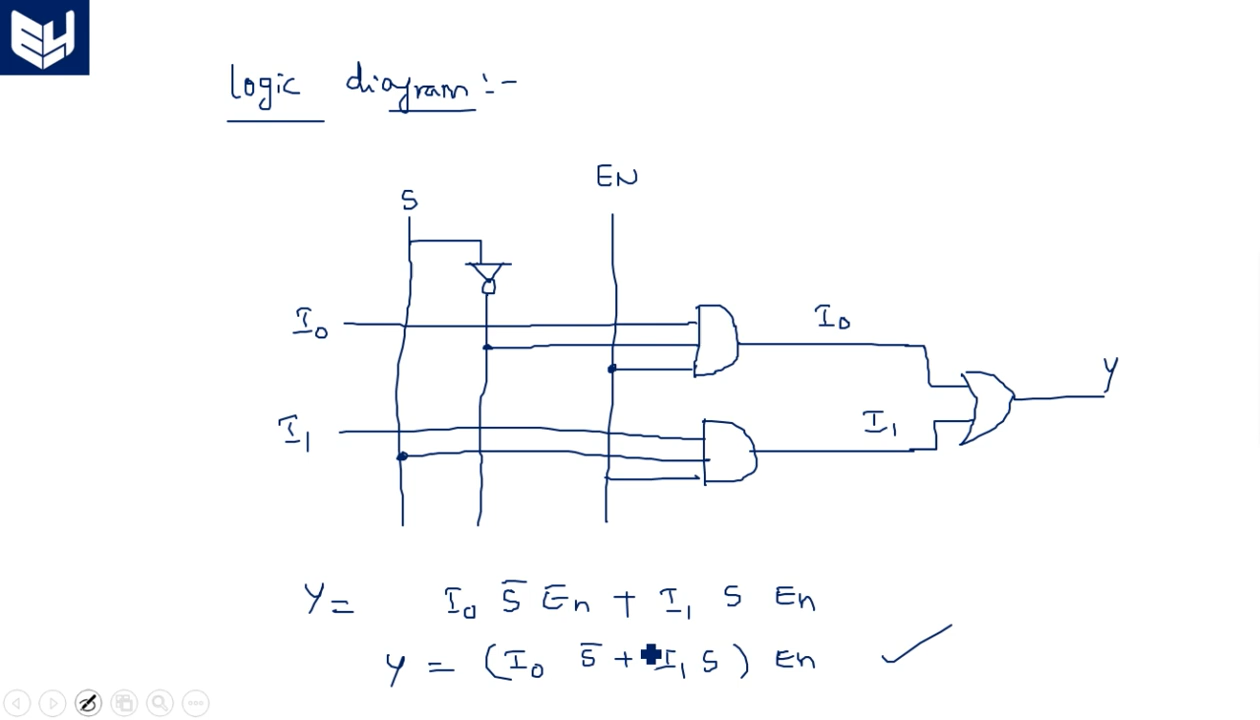 logic diagram :-
EN
S
I₀
I₀
Y
I₁
I₁
Y = I₀ S̅ En + I₁ S En
y = (I₀ S̅ + I₁ S) En